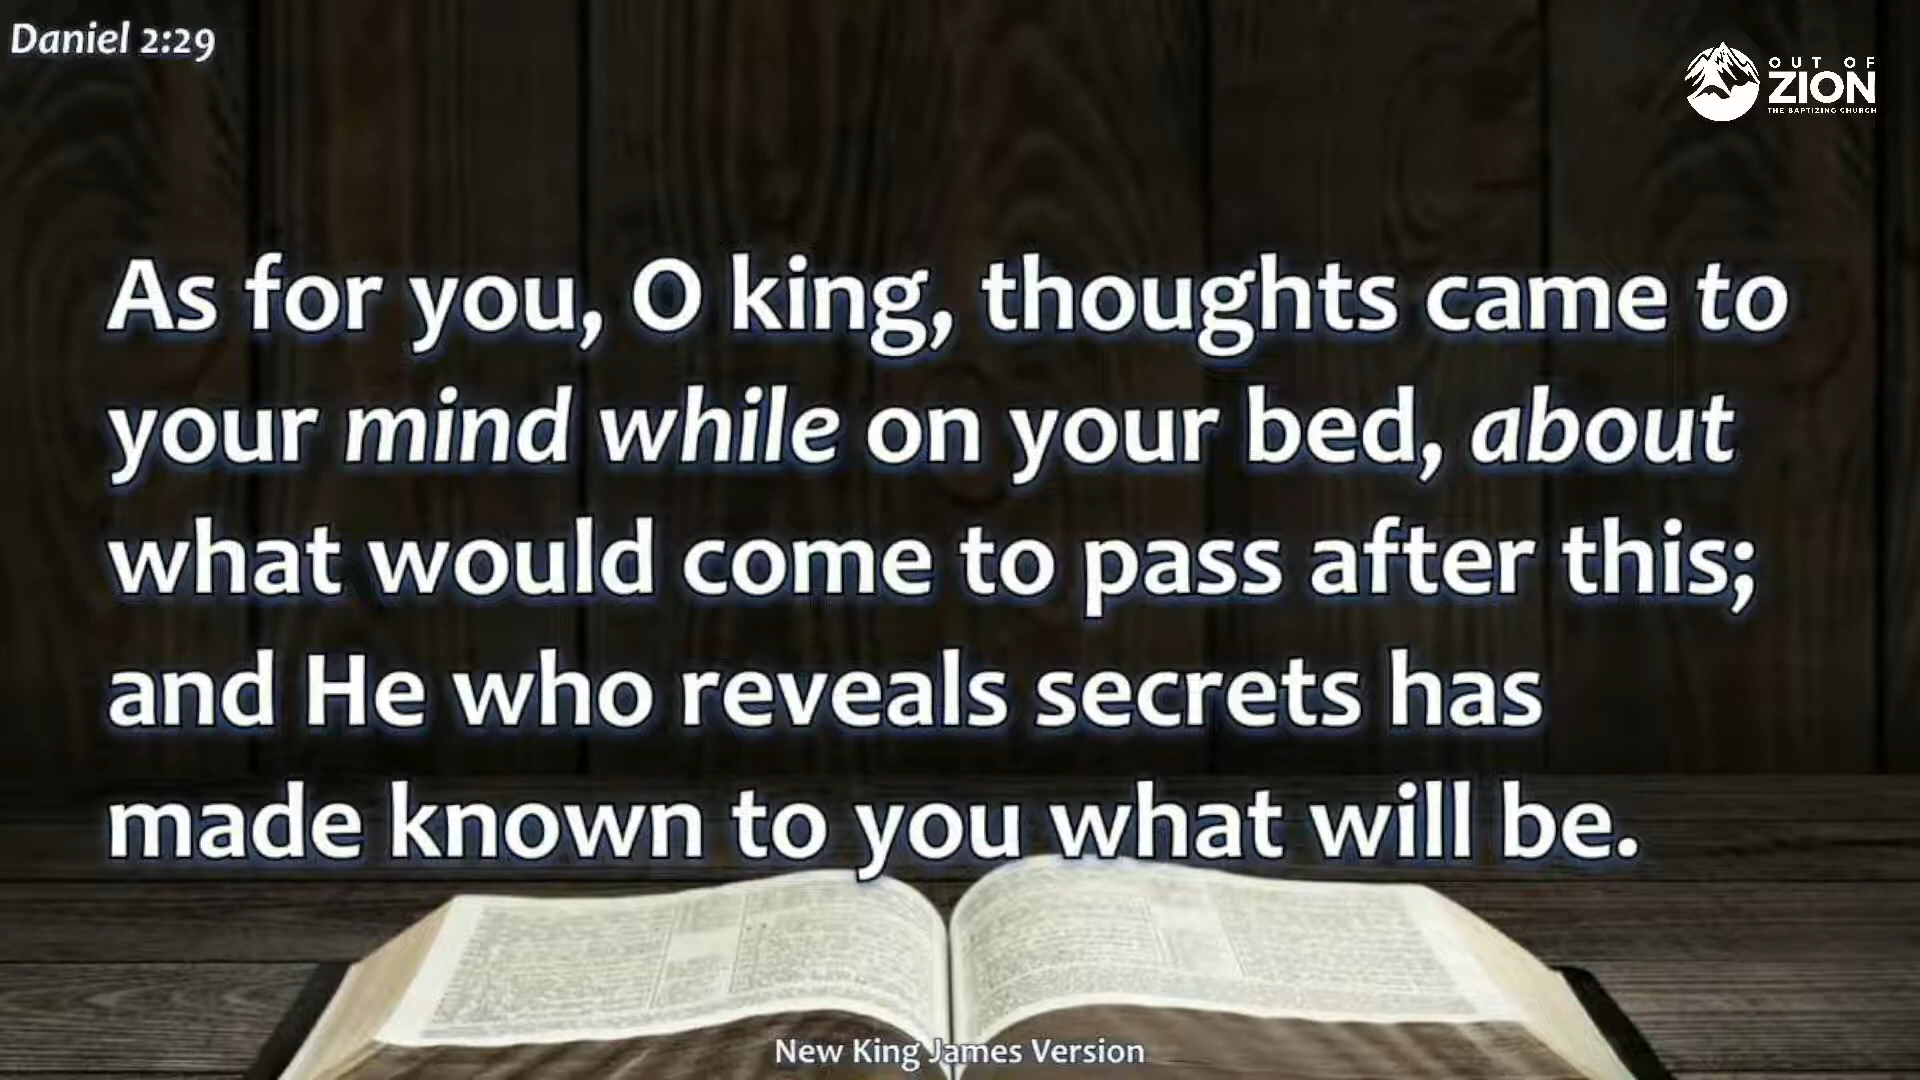 Daniel 2:29
OUT OF
ZION
THE BAPTIZING CHURCH
As for you, O king, thoughts came to
your mind while on your bed, about
what would come to pass after this;
and He who reveals secrets has
made known to you what will be.
New King James Version